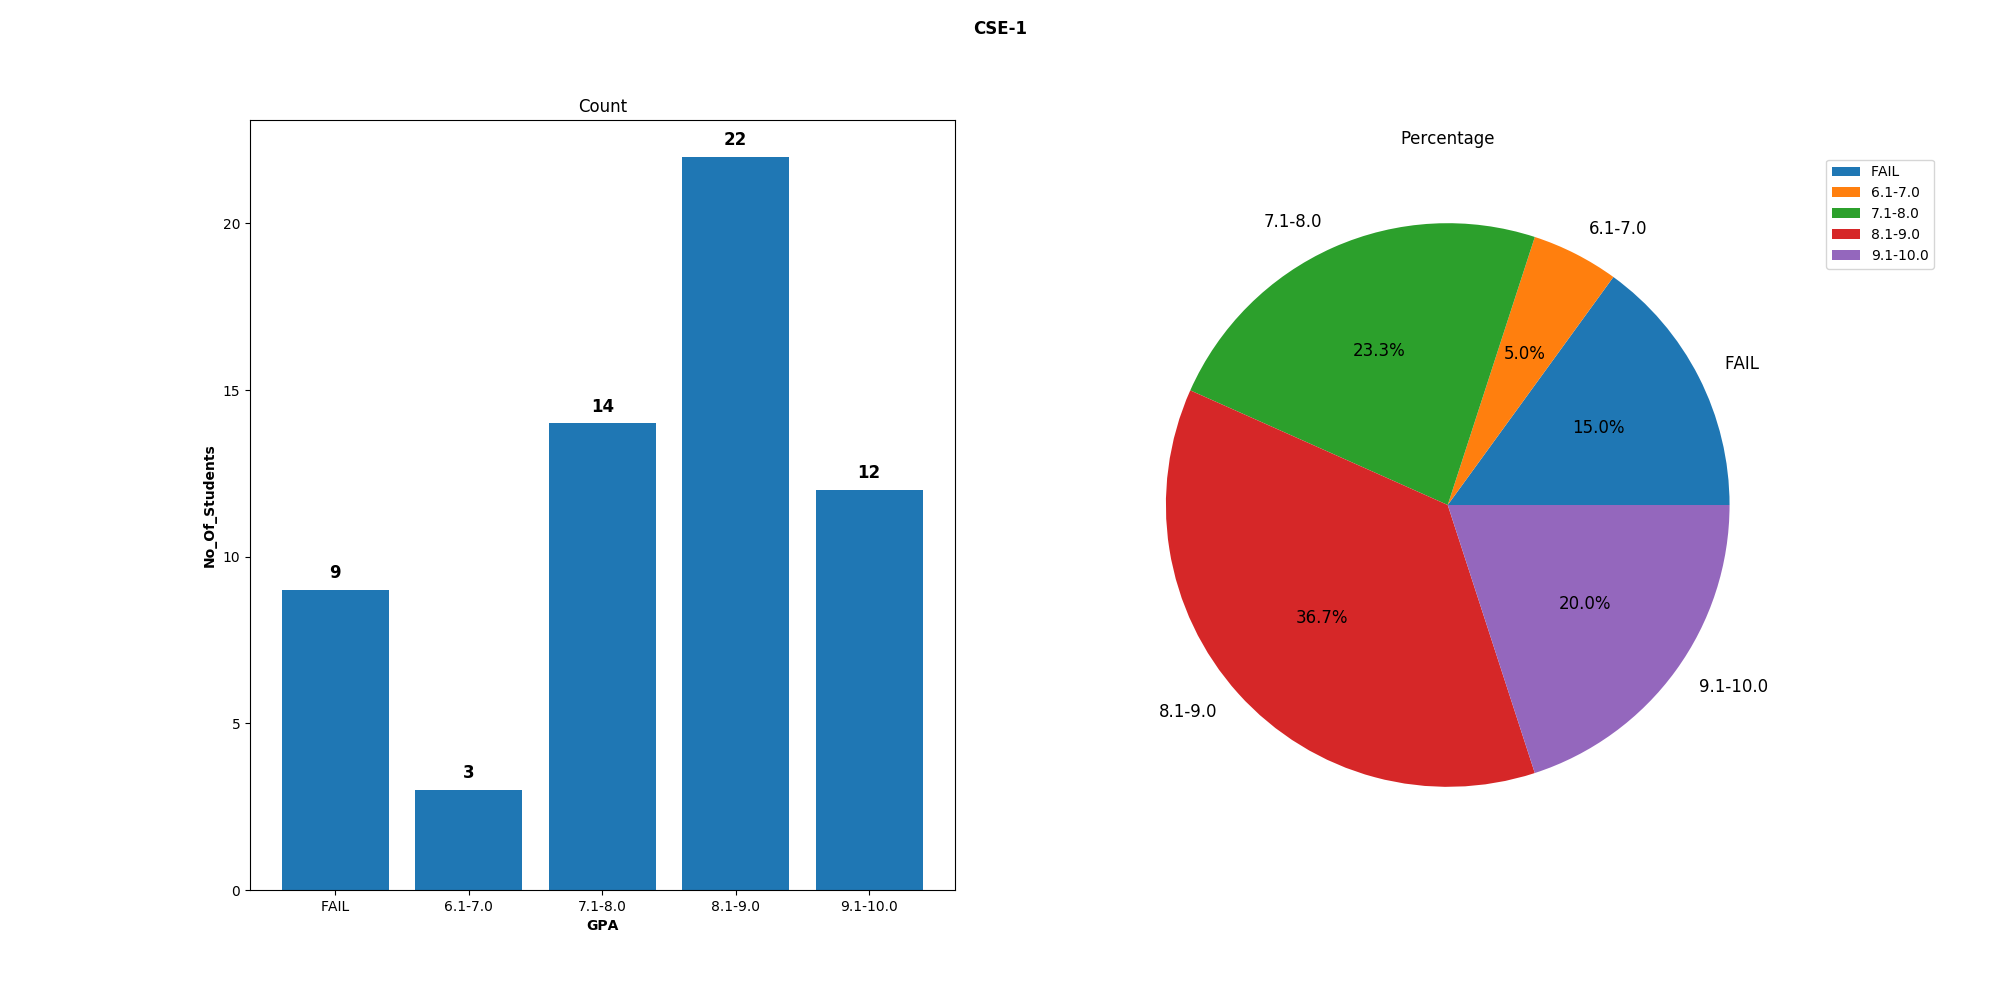 CSE-1
Count
22
14
12
9
3
20
15
10
5
0
No_Of_Students
FAIL 6.1-7.0 7.1-8.0 8.1-9.0 9.1-10.0
GPA
Percentage
FAIL
6.1-7.0
7.1-8.0
8.1-9.0
9.1-10.0
7.1-8.0
6.1-7.0
FAIL
23.3%
5.0%
15.0%
36.7%
20.0%
8.1-9.0
9.1-10.0